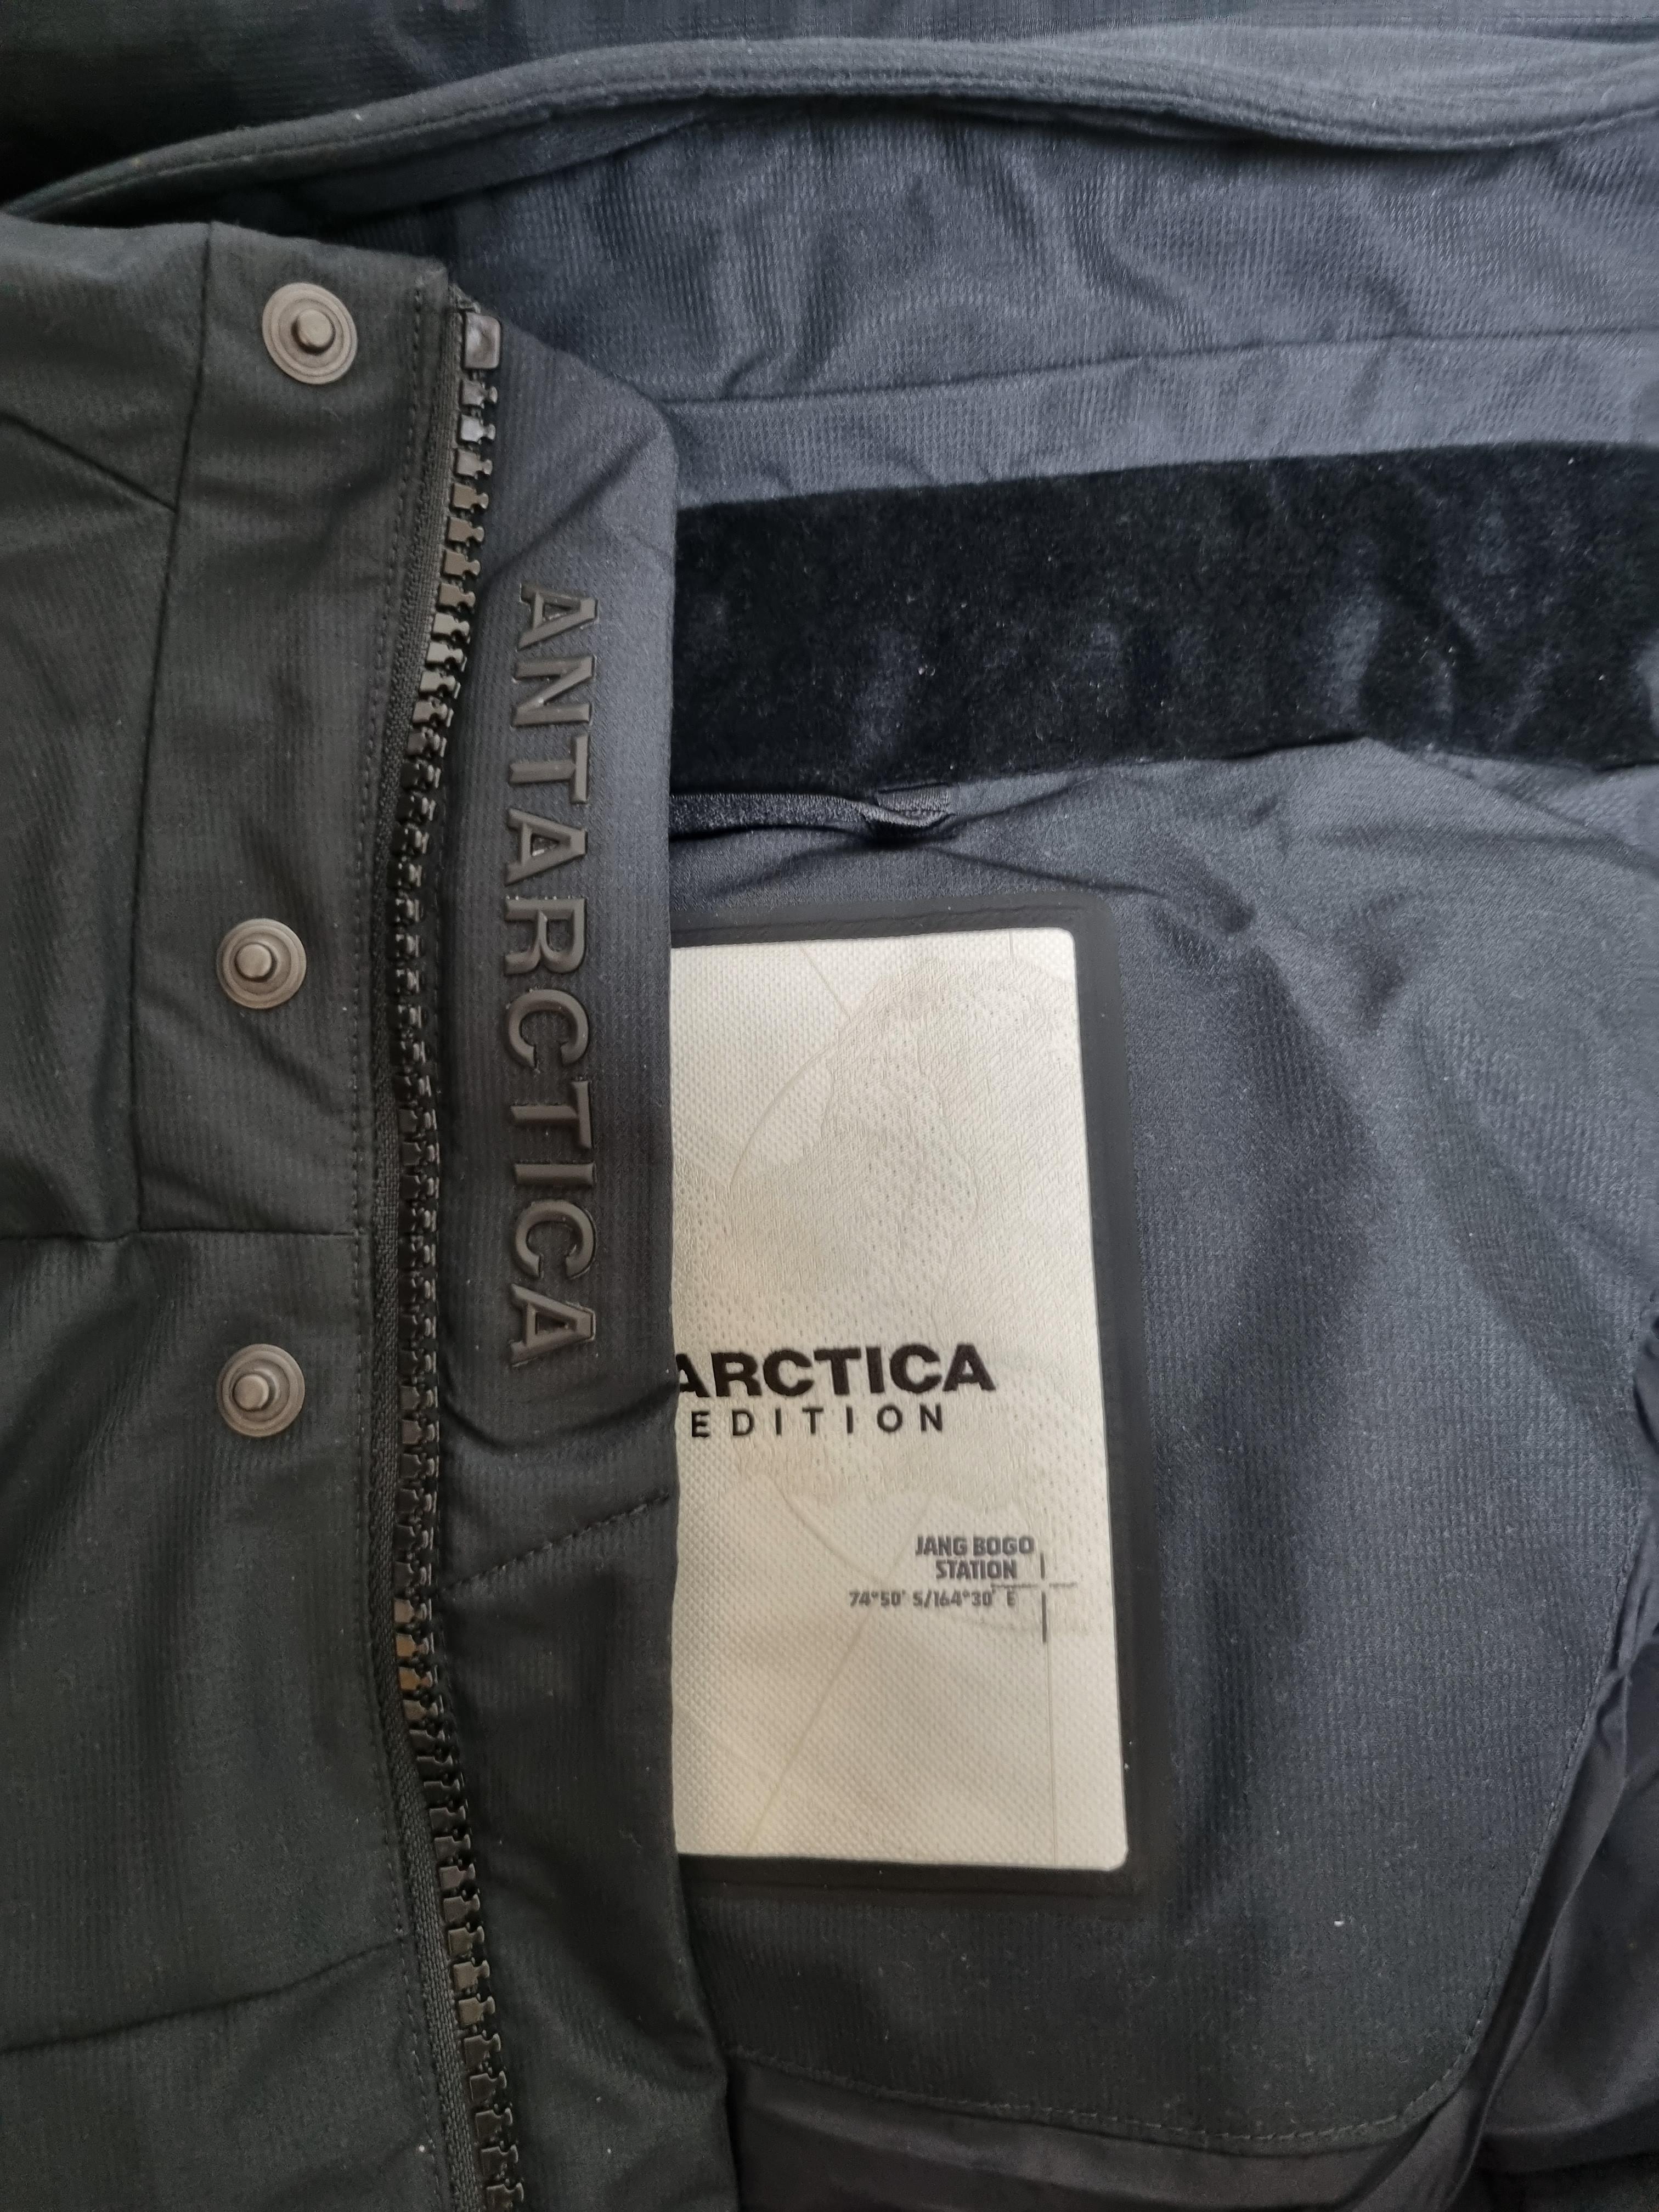 ANTARCTICA
ARCTICA
EDITION
JANG BOGO
STATION
74°50' S/164°30' E